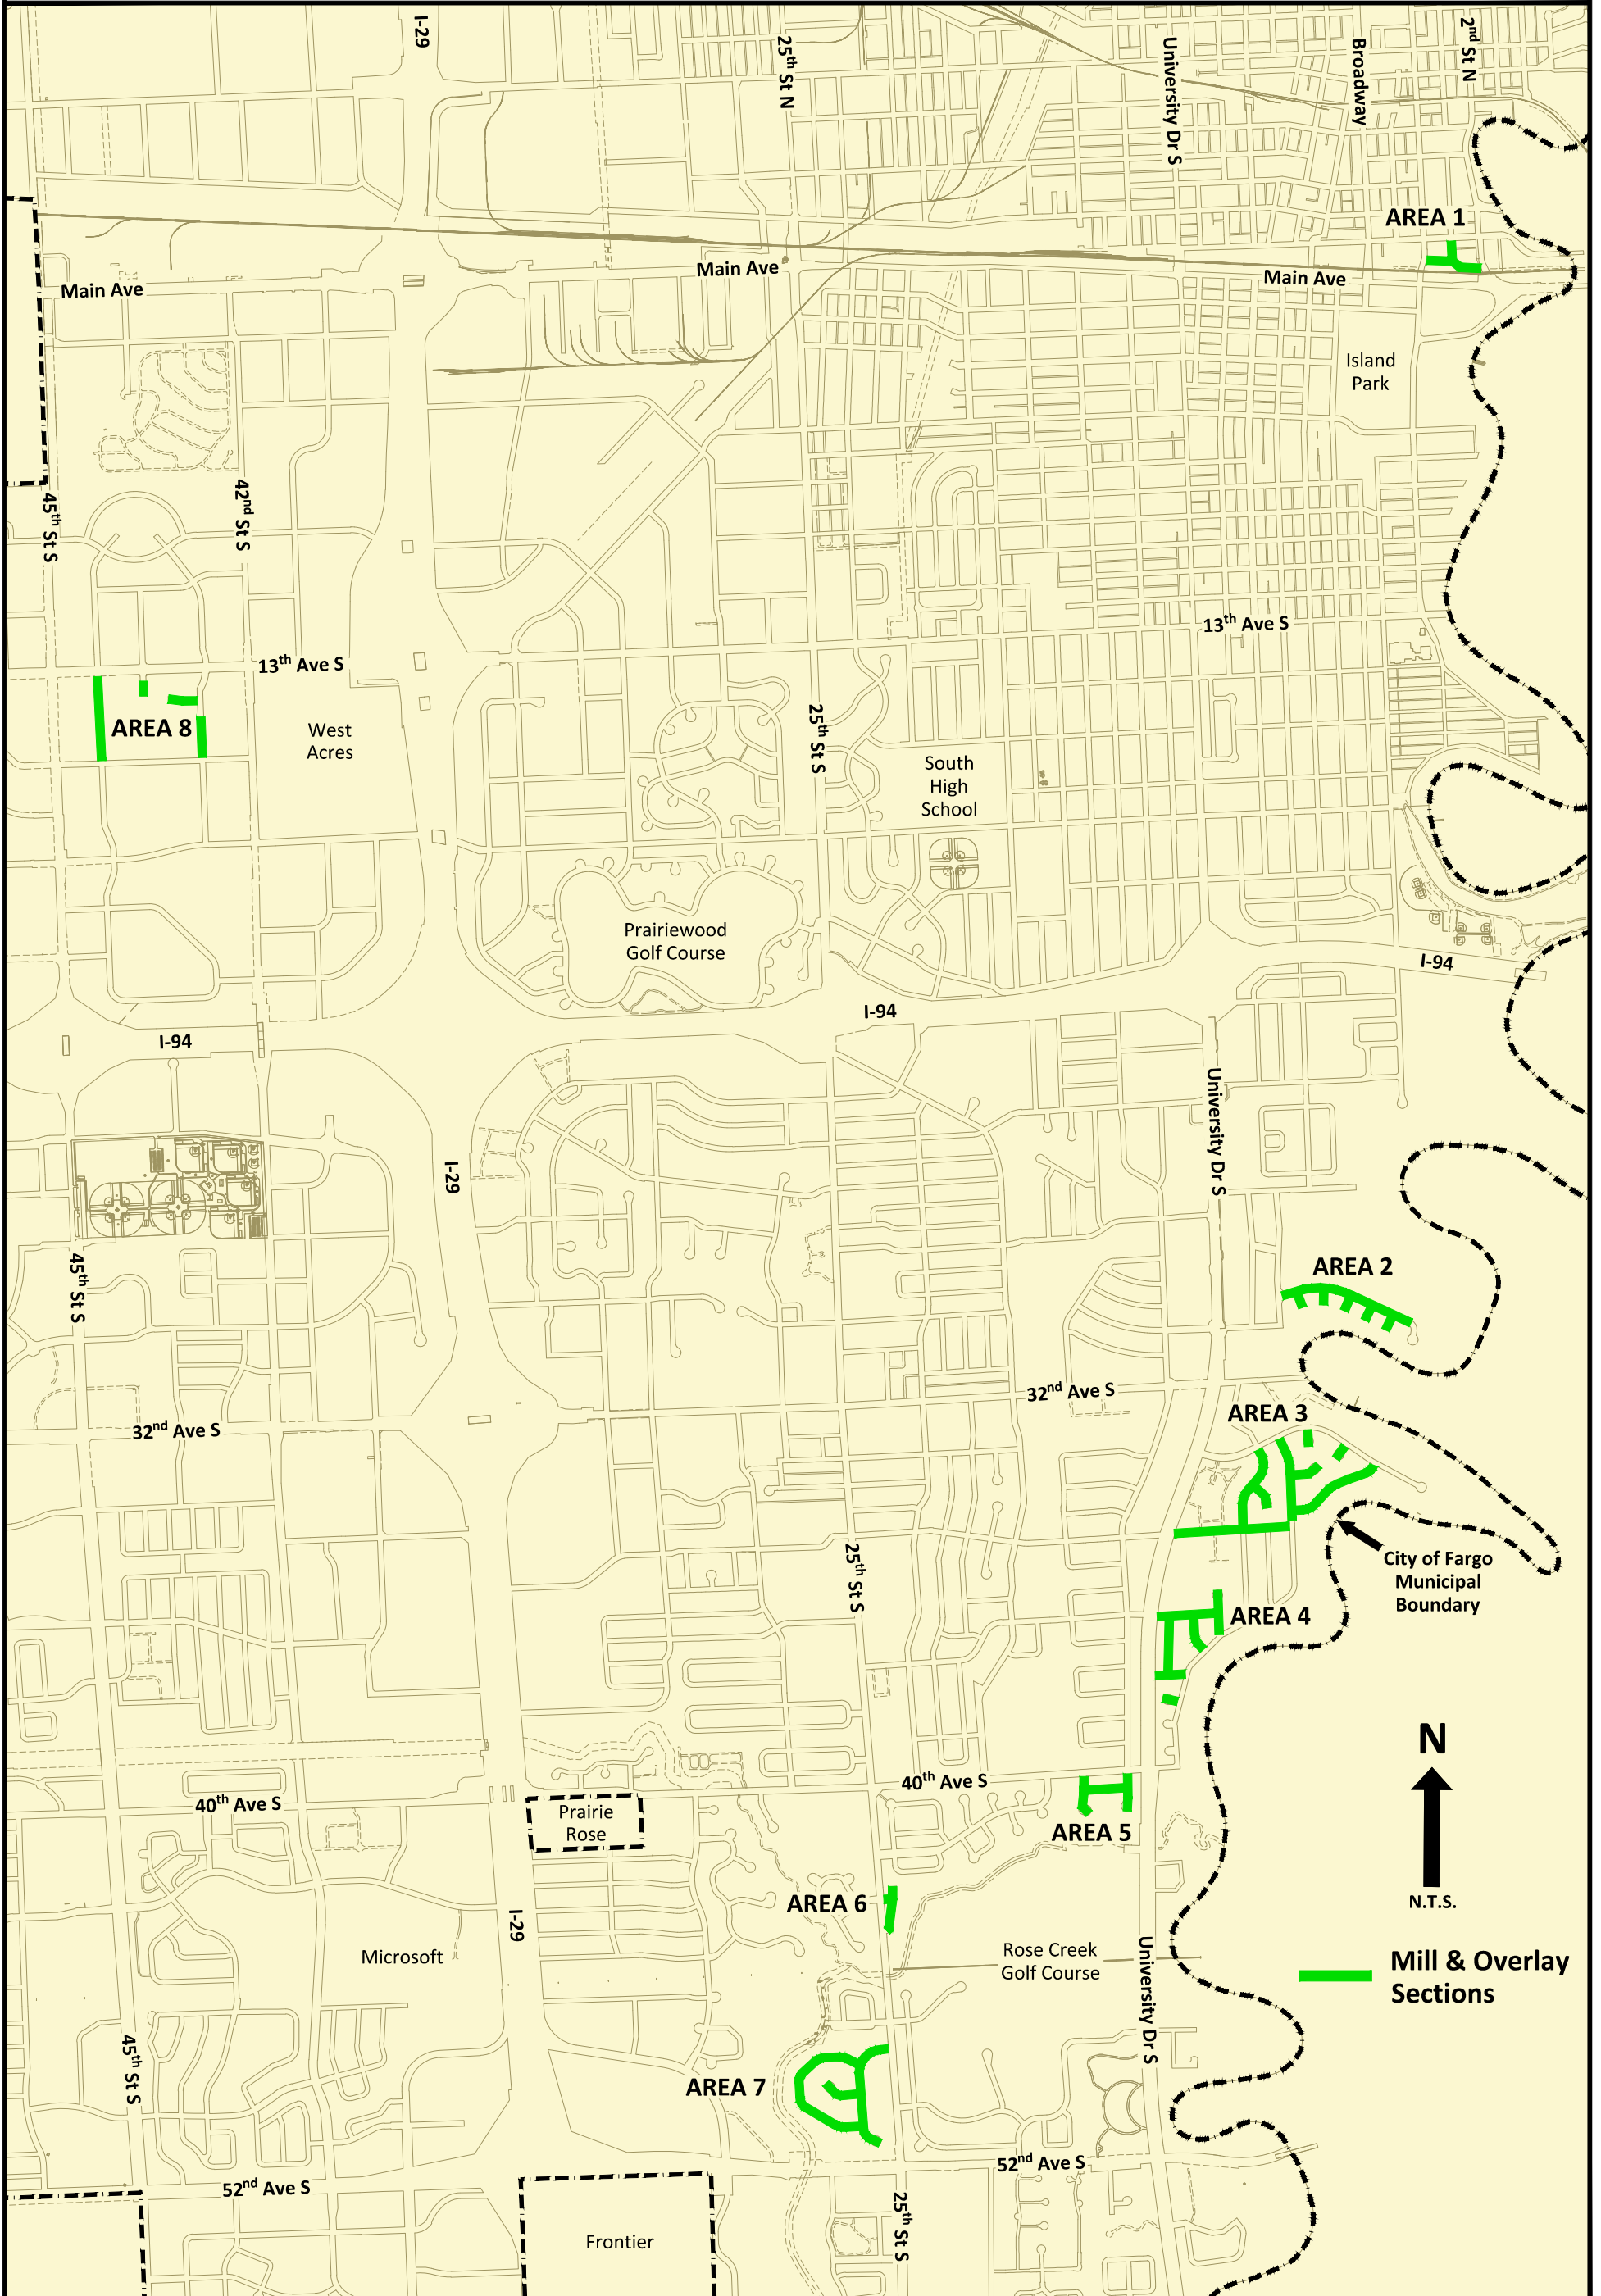 I-29
25th St N
University Dr S
Broadway
2nd St N
AREA 1
Main Ave
Main Ave
Main Ave
Island
Park
45th St S
42nd St S
13th Ave S
13th Ave S
AREA 8
West
Acres
25th St S
South
High
School
Prairiewood
Golf Course
I-94
I-94
I-94
University Dr S
I-29
45th St S
AREA 2
32nd Ave S
32nd Ave S
AREA 3
25th St S
City of Fargo
Municipal
Boundary
AREA 4
N
N.T.S.
40th Ave S
40th Ave S
Prairie
Rose
AREA 5
AREA 6
I-29
Microsoft
Rose Creek
Golf Course
University Dr S
Mill & Overlay
Sections
45th St S
AREA 7
52nd Ave S
52nd Ave S
25th St S
Frontier